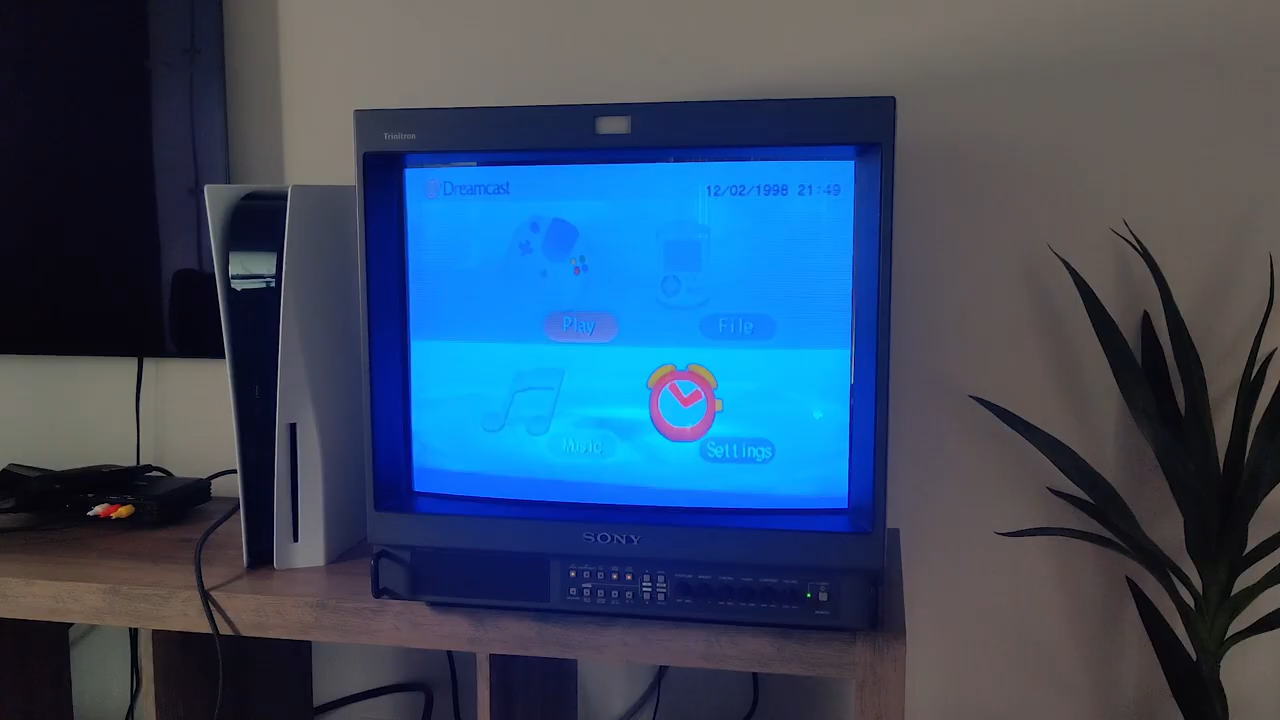 Trinitron
Dreamcast
12/02/1998 21:49
Play
File
Music
Settings
SONY